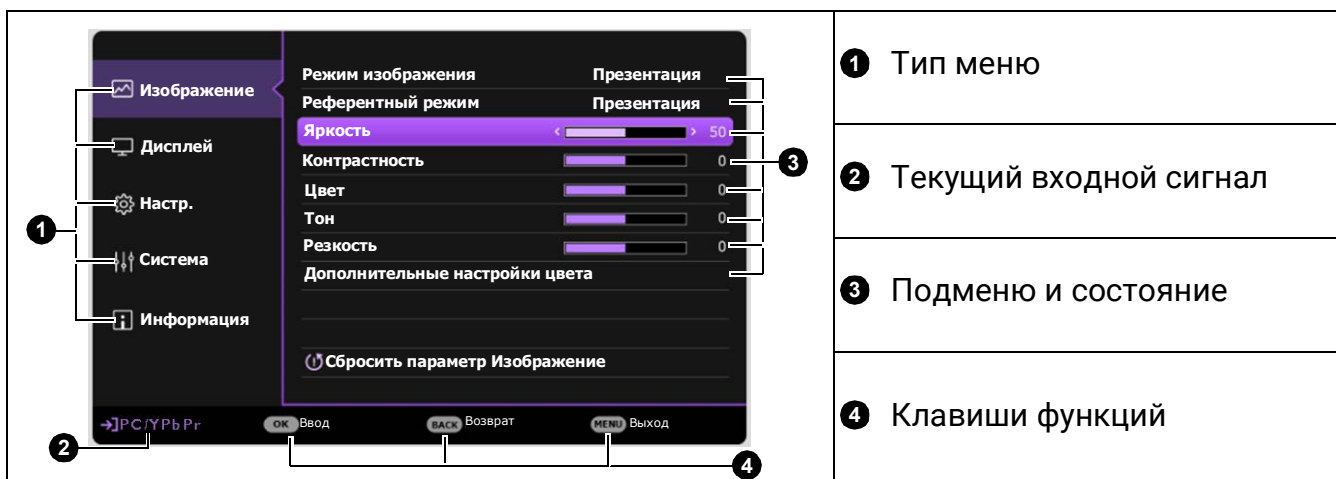 Изображение
Дисплей
Настр.
Система
Информация
Режим изображения Презентация
Референтный режим Презентация
Яркость < > 50
Контрастность 0
Цвет 0
Тон 0
Резкость 0
Дополнительные настройки цвета
Сбросить параметр Изображение
PC/YPbPr OK Ввод BACK Возврат MENU Выход
1
2
3
4
1 Тип меню
2 Текущий входной сигнал
3 Подменю и состояние
4 Клавиши функций